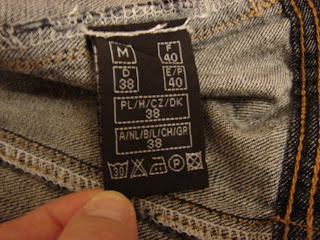 M F 40
D 38 E/P 40
PL/H/CZ/DK
38
A/NL/B/L/CH/GR
38
30 P